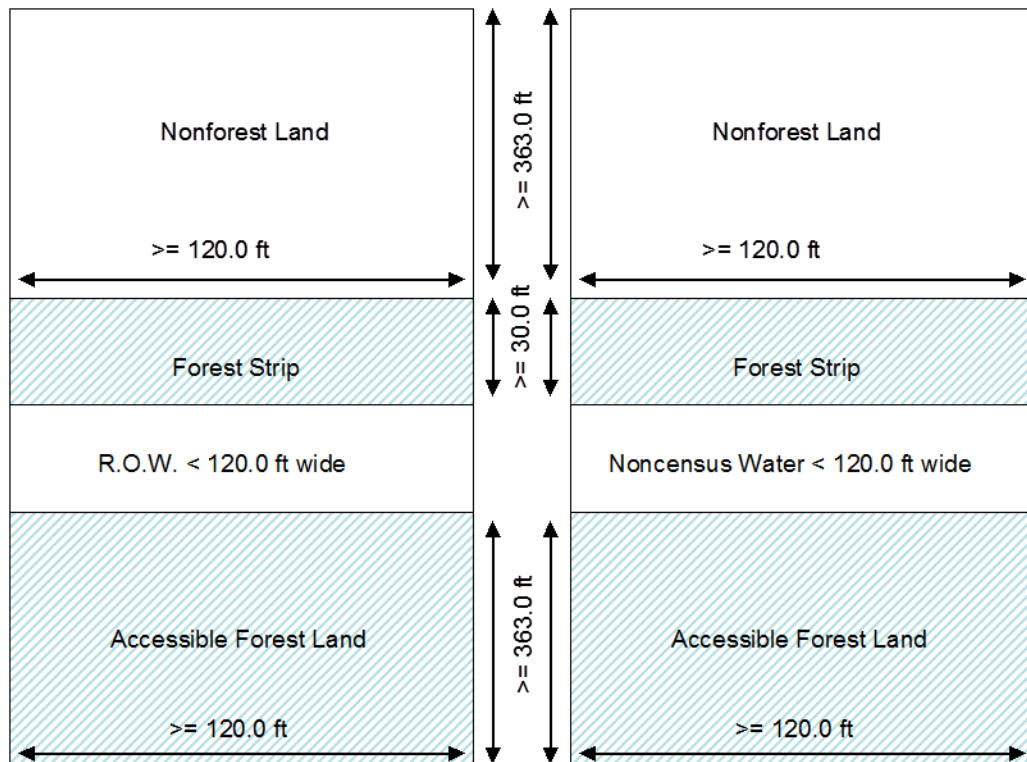 Nonforest Land
>= 120.0 ft
Forest Strip
R.O.W. < 120.0 ft wide
Accessible Forest Land
>= 120.0 ft
>= 363.0 ft
>= 30.0 ft
>= 363.0 ft
Nonforest Land
>= 120.0 ft
Forest Strip
Noncensus Water < 120.0 ft wide
Accessible Forest Land
>= 120.0 ft